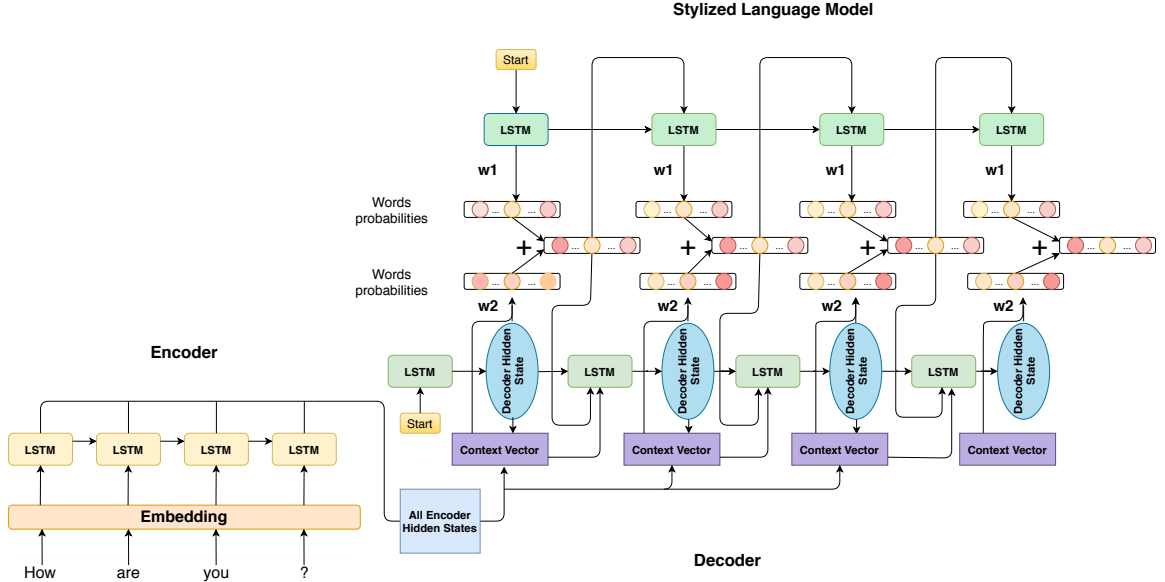 Stylized Language Model
Start
LSTM
LSTM
LSTM
LSTM
w1
w1
w1
w1
Words
probabilities
... ...
... ...
... ...
... ...
+
... ...
+
... ...
+
... ...
+
... ...
Words
probabilities
... ...
... ...
... ...
... ...
w2
w2
w2
w2
Encoder
LSTM
Decoder Hidden
State
LSTM
Decoder Hidden
State
LSTM
Decoder Hidden
State
LSTM
Decoder Hidden
State
Start
LSTM
LSTM
LSTM
LSTM
Context Vector
Context Vector
Context Vector
Context Vector
Embedding
All Encoder
Hidden States
How
are
you
?
Decoder